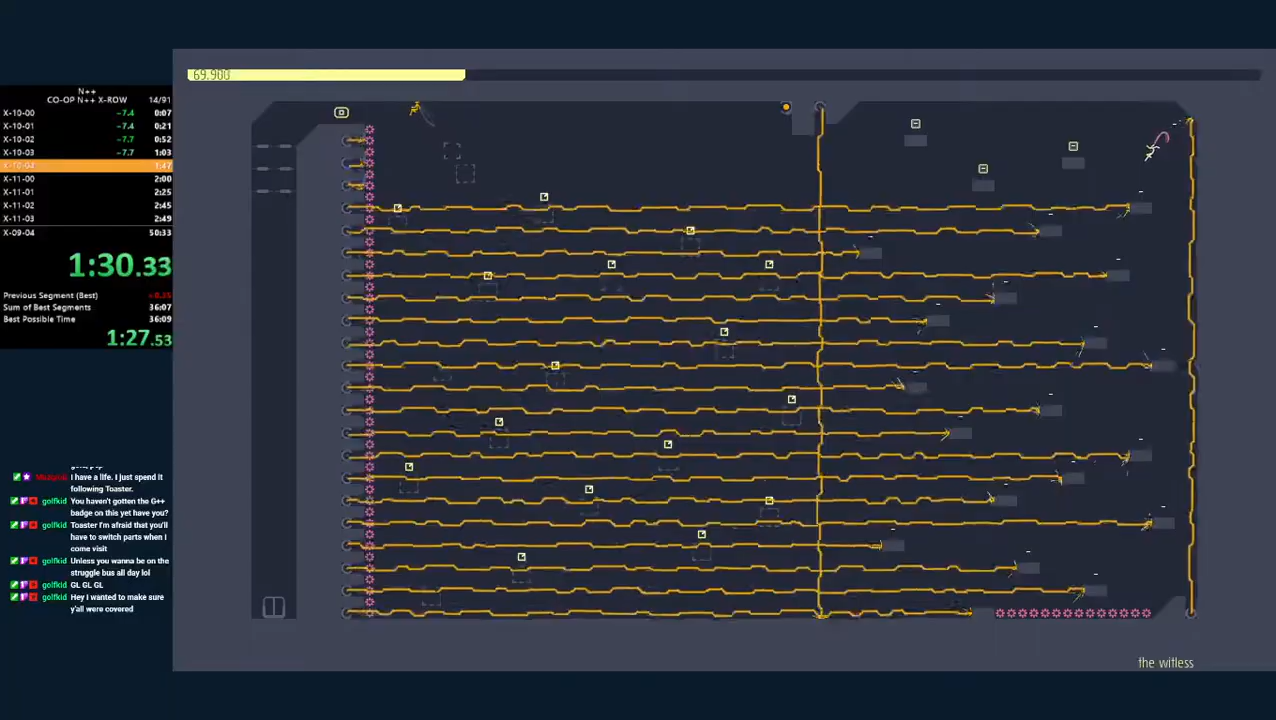 69.900
N++
CO-OP N++ X-ROW 14/91
X-10-00 -7.4 0:07
X-10-01 -7.4 0:21
X-10-02 -7.7 0:52
X-10-03 -7.7 1:03
X-10-04 1:47
X-11-00 2:00
X-11-01 2:25
X-11-02 2:45
X-11-03 2:49
X-09-04 50:33
1:30.33
Previous Segment (Best)
Sum of Best Segments 36:07
Best Possible Time 36:09
1:27.53
I have a life. I just spend it
following Toaster.
golfkid You haven't gotten the G++
badge on this yet have you?
golfkid Toaster I'm afraid that you'll
have to switch parts when I
come visit
golfkid Unless you wanna be on the
struggle bus all day lol
golfkid GL GL GL
golfkid Hey I wanted to make sure
y'all were covered
the witless